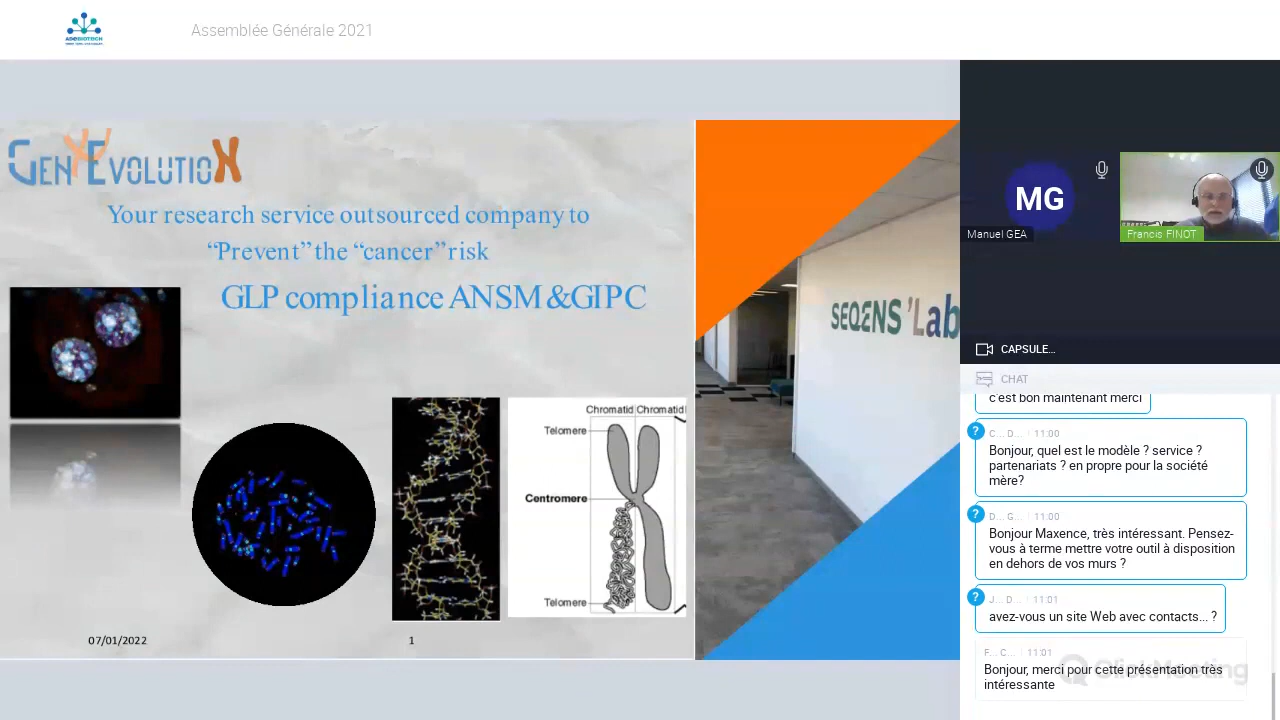 ADEBIOTECH
Assemblée Générale 2021
GenEvolutioX
Your research service outsourced company to
“Prevent” the “cancer” risk
GLP compliance ANSM & GIPC
Chromatid Chromatid
Telomere
Centromere
Telomere
07/01/2022
1
SEQENS 'Lab
MG
Manuel GEA
Francis FINOT
CAPSULE…
CHAT
c'est bon maintenant merci
?
C... D... 11:00
Bonjour, quel est le modèle ? service ?
partenariats ? en propre pour la société
mère?
?
D... G... 11:00
Bonjour Maxence, très intéressant. Pensez-
vous à terme mettre votre outil à disposition
en dehors de vos murs ?
?
J... D... 11:01
avez-vous un site Web avec contacts... ?
F... C... 11:01
Bonjour, merci pour cette présentation très
intéressante
ClickMeeting